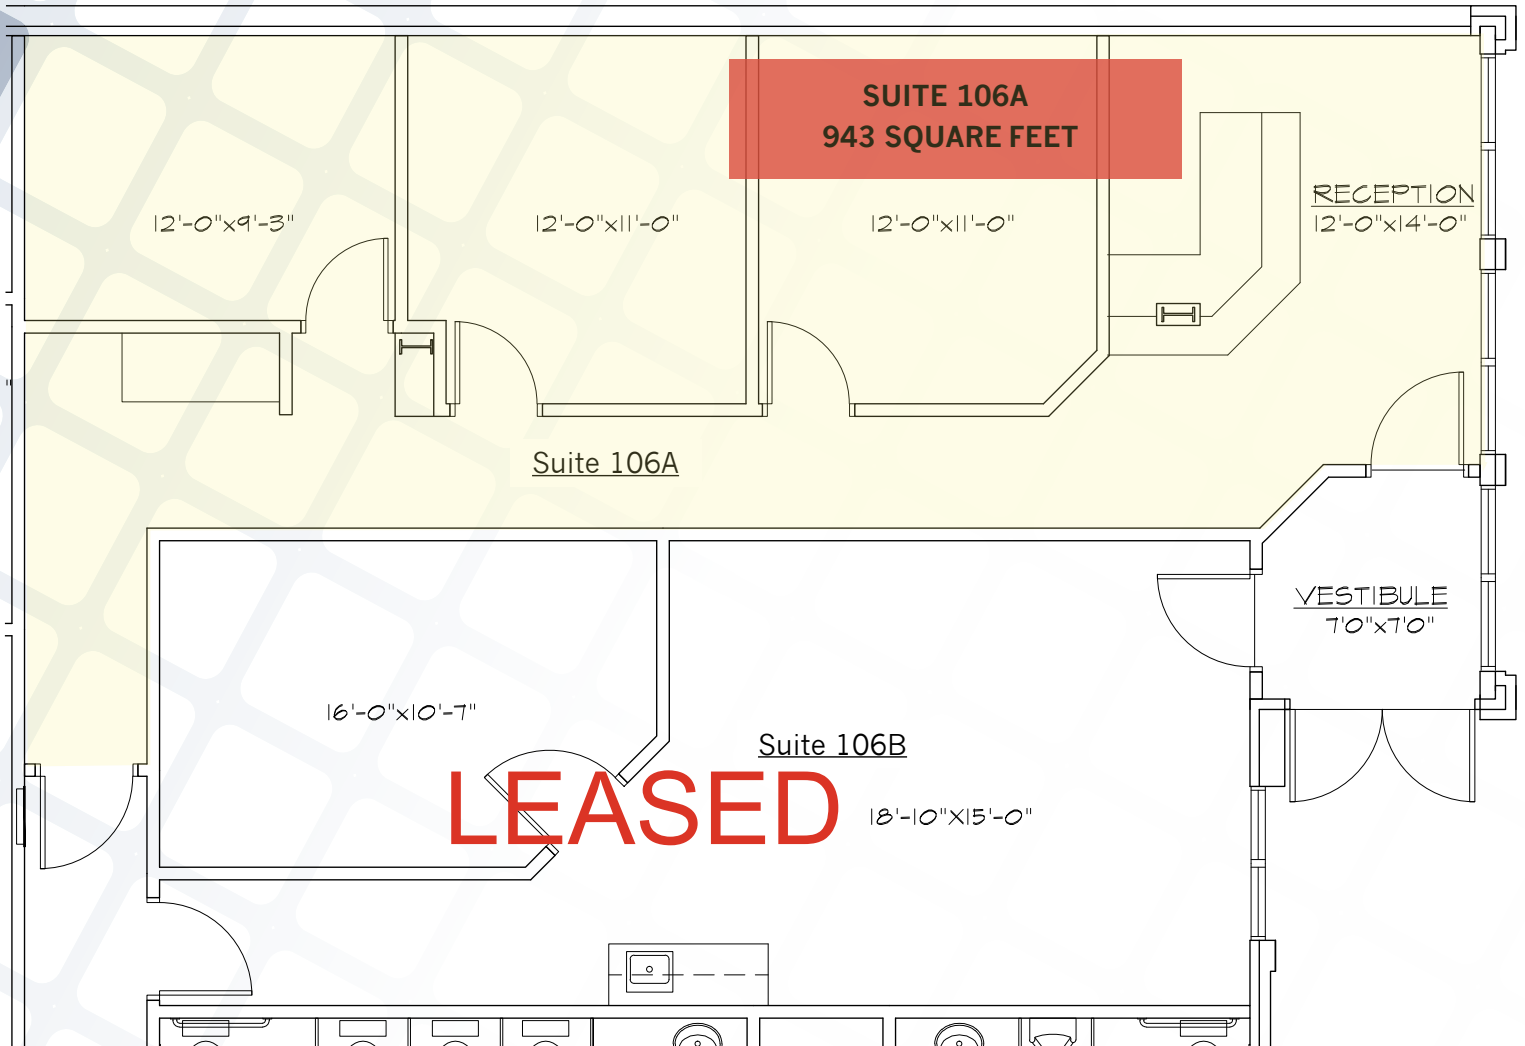 SUITE 106A
943 SQUARE FEET
12'-0"x9'-3"
12'-0"x11'-0"
12'-0"x11'-0"
RECEPTION
12'-0"x14'-0"
Suite 106A
VESTIBULE
7'0"x7'0"
16'-0"x10'-7"
Suite 106B
LEASED
18'-10"X15'-0"